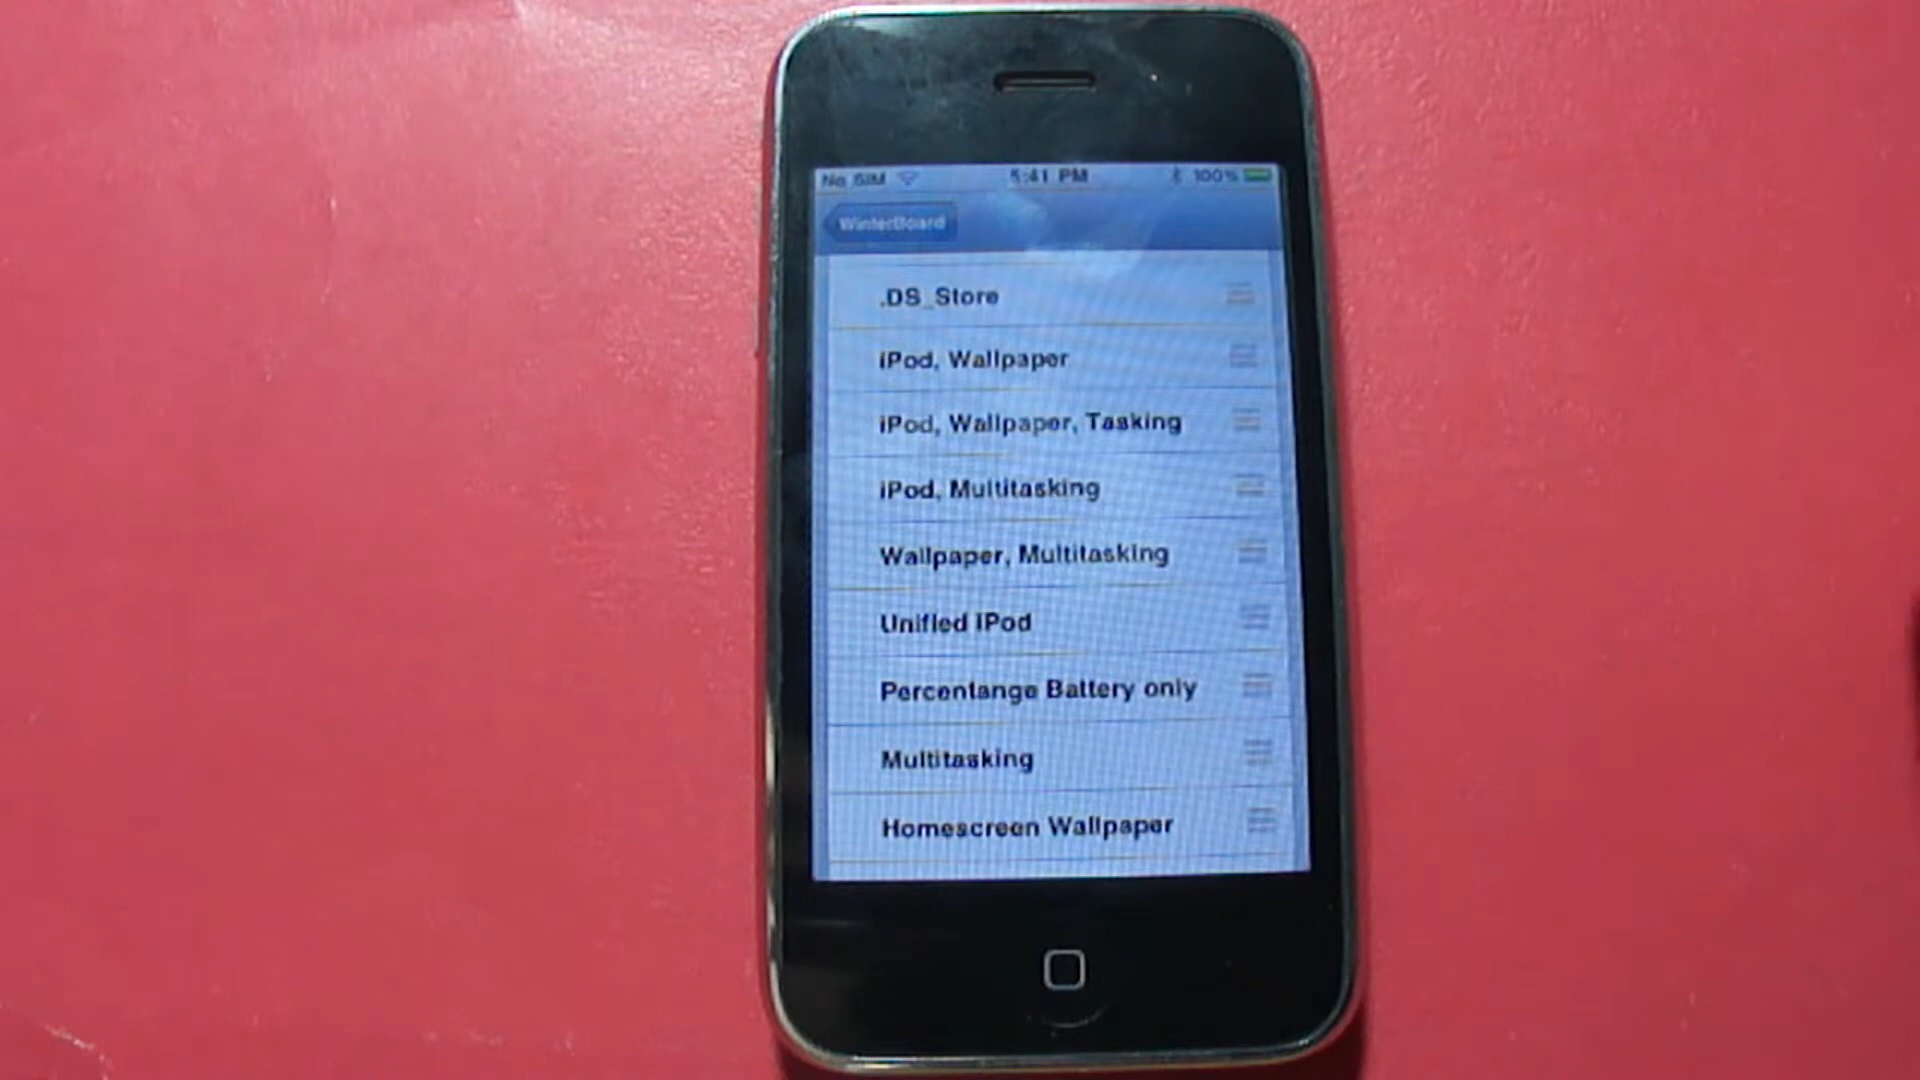 No SIM 5:41 PM 100%
WinterBoard
.DS_Store
iPod, Wallpaper
iPod, Wallpaper, Tasking
iPod, Multitasking
Wallpaper, Multitasking
Unified iPod
Percentange Battery only
Multitasking
Homescreen Wallpaper